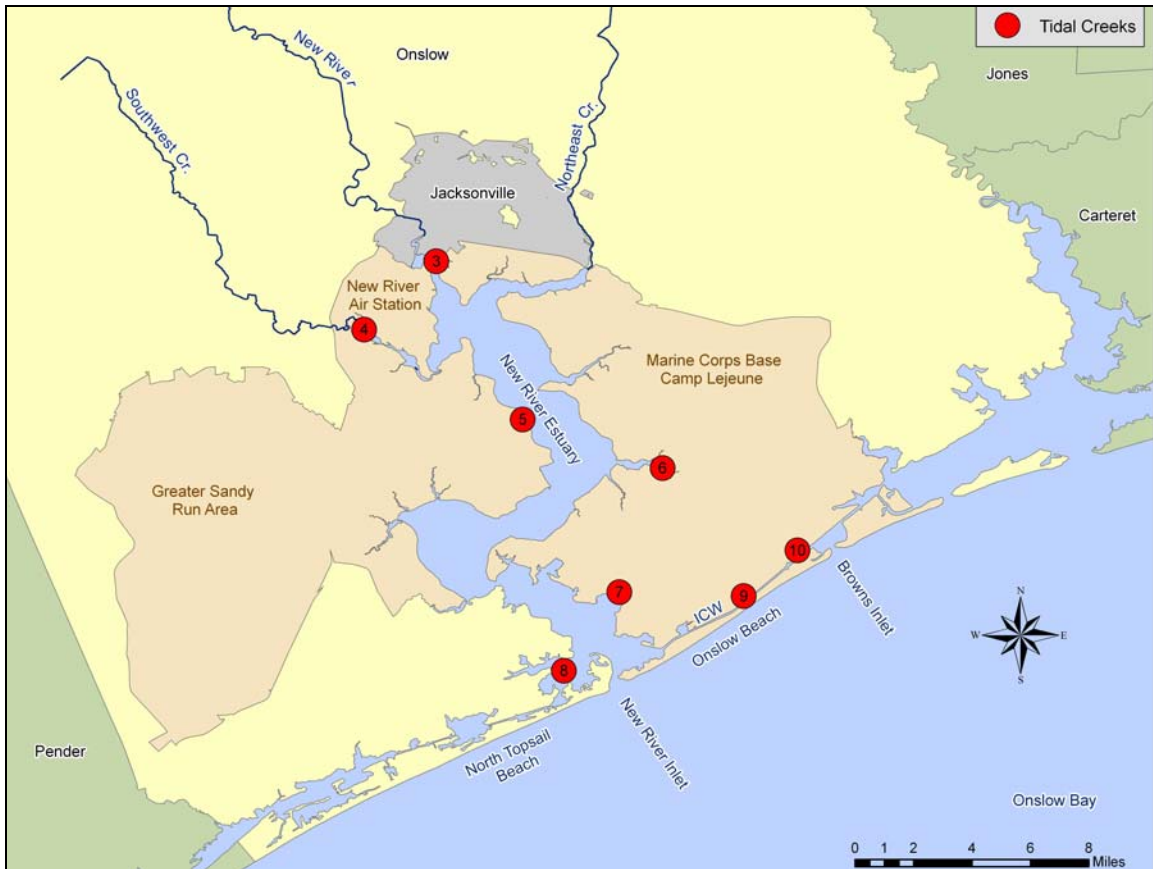 Tidal Creeks
New River
Onslow
Jones
Southwest Cr.
Northeast Cr.
Jacksonville
Carteret
3
New River
Air Station
4
Marine Corps Base
Camp Lejeune
New River Estuary
5
6
Greater Sandy
Run Area
10
7
9
ICW
Browns Inlet
Onslow Beach
N
W
E
S
8
New River Inlet
North Topsail
Beach
Pender
Onslow Bay
0 1 2 4 6 8
Miles